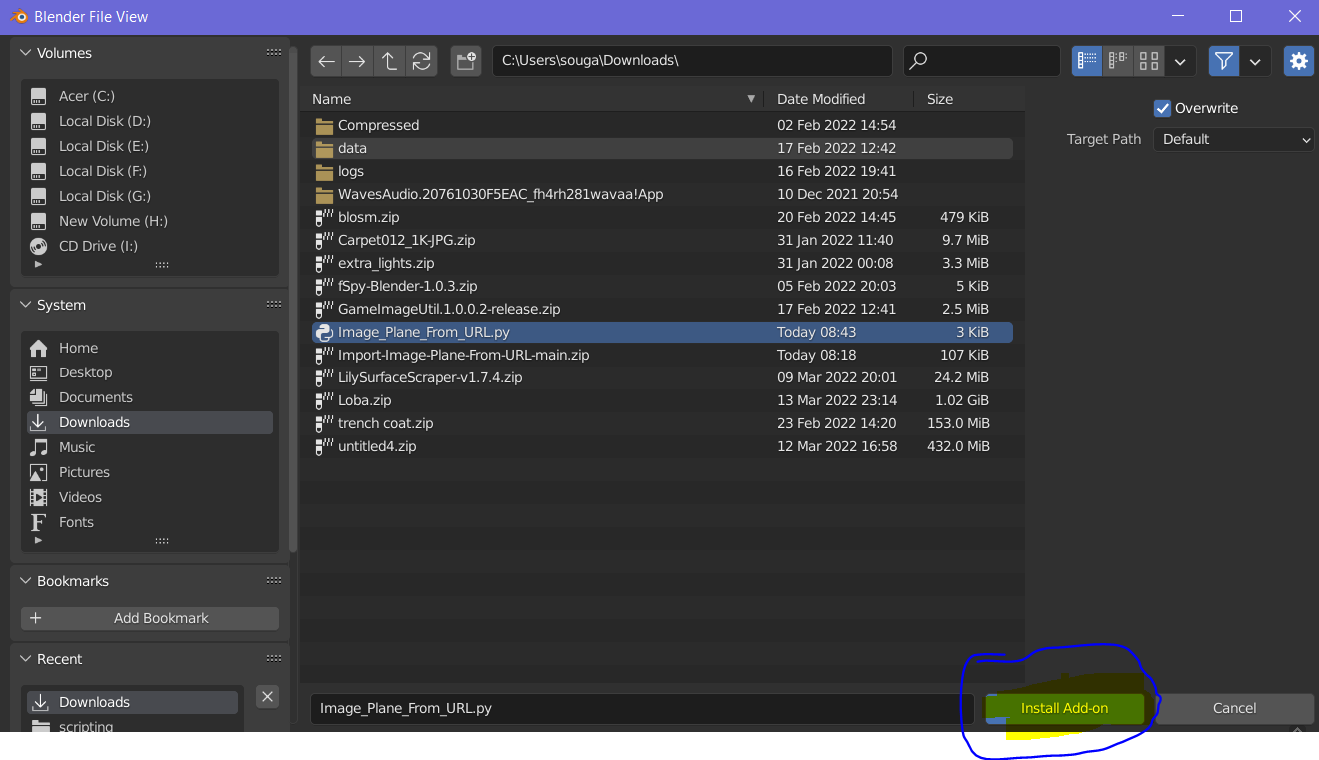 Blender File View
Volumes
Acer (C:)
Local Disk (D:)
Local Disk (E:)
Local Disk (F:)
Local Disk (G:)
New Volume (H:)
CD Drive (I:)
System
Home
Desktop
Documents
Downloads
Music
Pictures
Videos
Fonts
Bookmarks
Add Bookmark
Recent
Downloads
scripting
C:\Users\souga\Downloads\
Name Date Modified Size
Compressed 02 Feb 2022 14:54
data 17 Feb 2022 12:42
logs 16 Feb 2022 19:41
WavesAudio.20761030F5EAC_fh4rh281wavaa!App 10 Dec 2021 20:54
blosm.zip 20 Feb 2022 14:45 479 KiB
Carpet012_1K-JPG.zip 31 Jan 2022 11:40 9.7 MiB
extra_lights.zip 31 Jan 2022 00:08 3.3 MiB
fSpy-Blender-1.0.3.zip 05 Feb 2022 20:03 5 KiB
GameImageUtil.1.0.0.2-release.zip 17 Feb 2022 12:41 2.5 MiB
Image_Plane_From_URL.py Today 08:43 3 KiB
Import-Image-Plane-From-URL-main.zip Today 08:18 107 KiB
LilySurfaceScraper-v1.7.4.zip 09 Mar 2022 20:01 24.2 MiB
Loba.zip 13 Mar 2022 23:14 1.02 GiB
trench coat.zip 23 Feb 2022 14:20 153.0 MiB
untitled4.zip 12 Mar 2022 16:58 432.0 MiB
Overwrite
Target Path Default
Image_Plane_From_URL.py
Install Add-on
Cancel